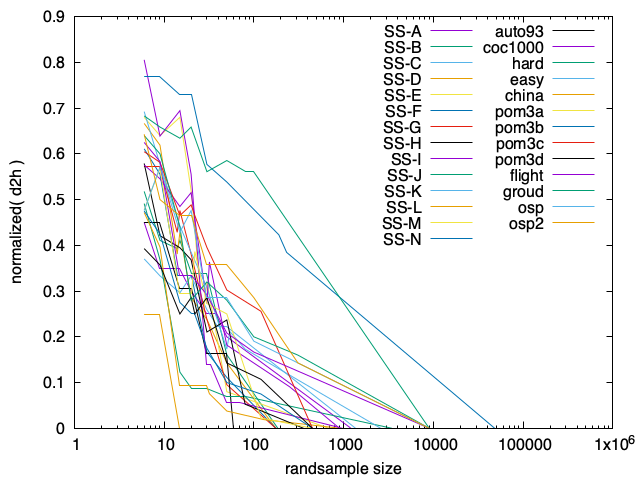 0.9
0.8
0.7
0.6
0.5
0.4
0.3
0.2
0.1
0
normalized( d2h )
SS-A auto93
SS-B coc1000
SS-C hard
SS-D easy
SS-E china
SS-F pom3a
SS-G pom3b
SS-H pom3c
SS-I pom3d
SS-J flight
SS-K groud
SS-L osp
SS-M osp2
SS-N
1 10 100 1000 10000 100000 1x10⁶
randsample size